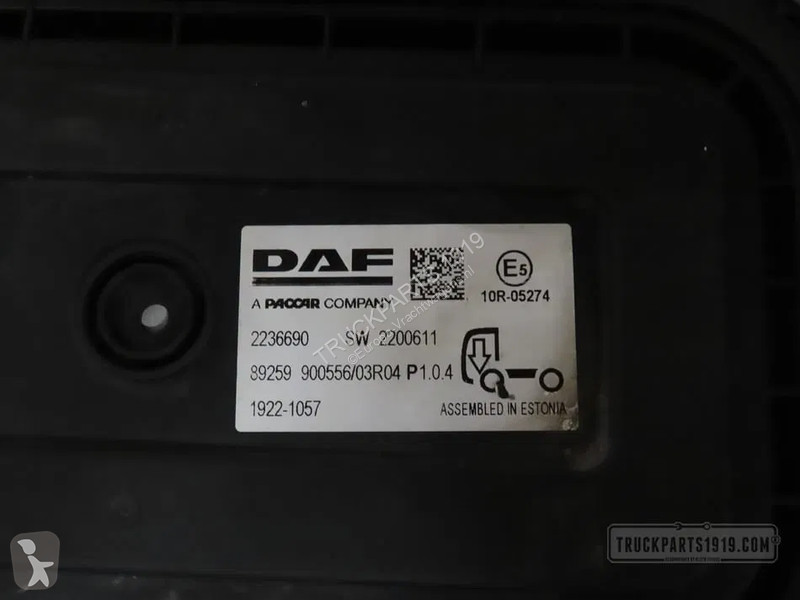 DAF
A PACCAR COMPANY
E5
10R-05274
2236690 SW 2200611
89259 900556/03R04 P1.0.4
1922-1057
ASSEMBLED IN ESTONIA
TRUCKPARTS1919
TRUCKPARTS1919.COM